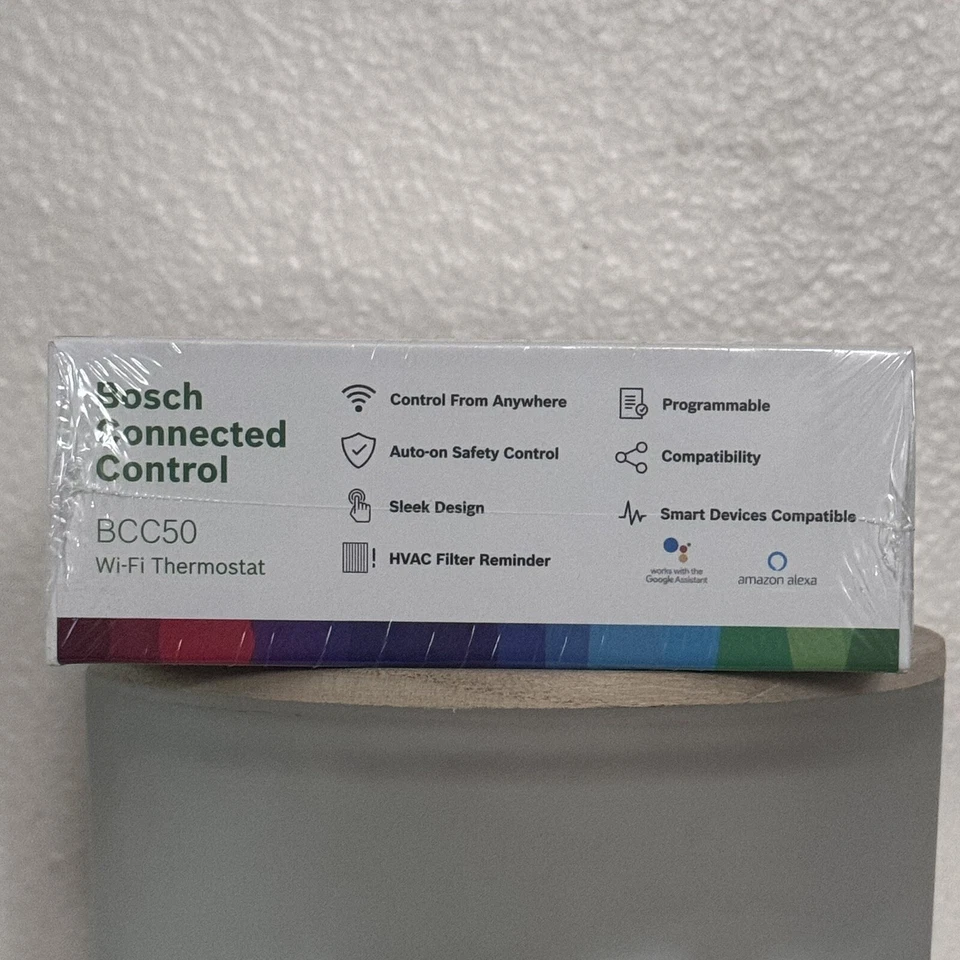 Bosch
Connected
Control
BCC50
Wi-Fi Thermostat
Control From Anywhere
Auto-on Safety Control
Sleek Design
HVAC Filter Reminder
Programmable
Compatibility
Smart Devices Compatible
works with the
Google Assistant
amazon alexa